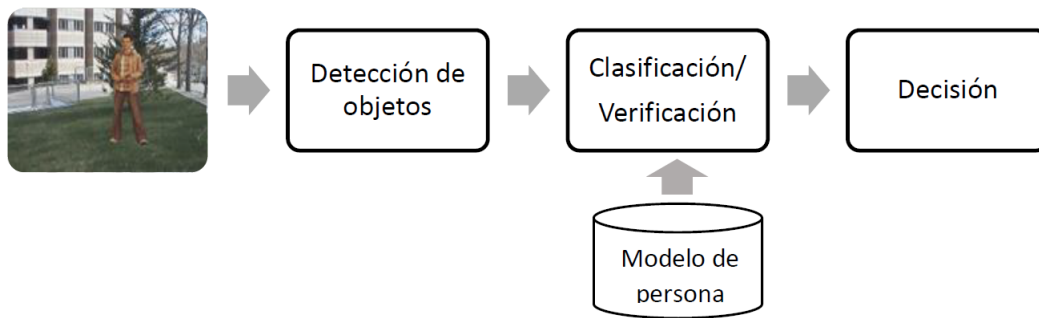 Detección de
objetos
Clasificación/
Verificación
Decisión
Modelo de
persona